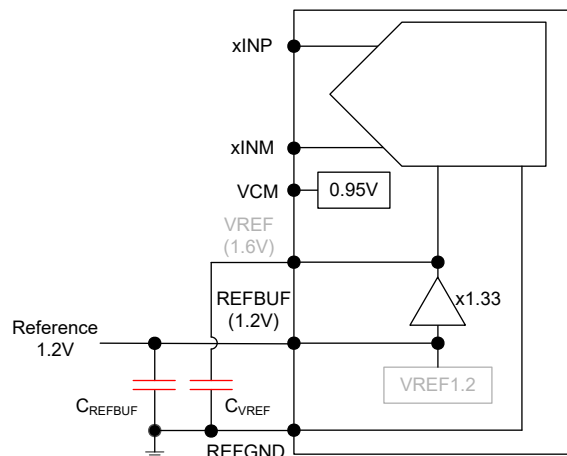 xINP
xINM
VCM
0.95V
VREF
(1.6V)
x1.33
REFBUF
(1.2V)
Reference
1.2V
VREF1.2
CREFBUF
CVREF
REFGND